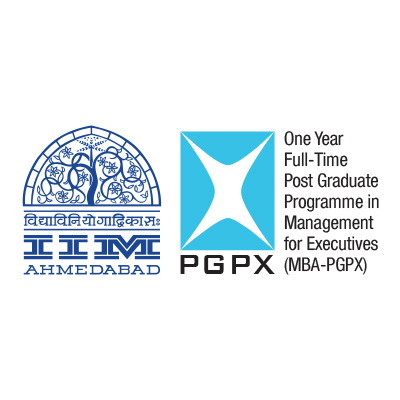 विद्याविनियोगाद्विकासः
IIM
AHMEDABAD
PGPX
One Year
Full-Time
Post Graduate
Programme in
Management
for Executives
(MBA-PGPX)